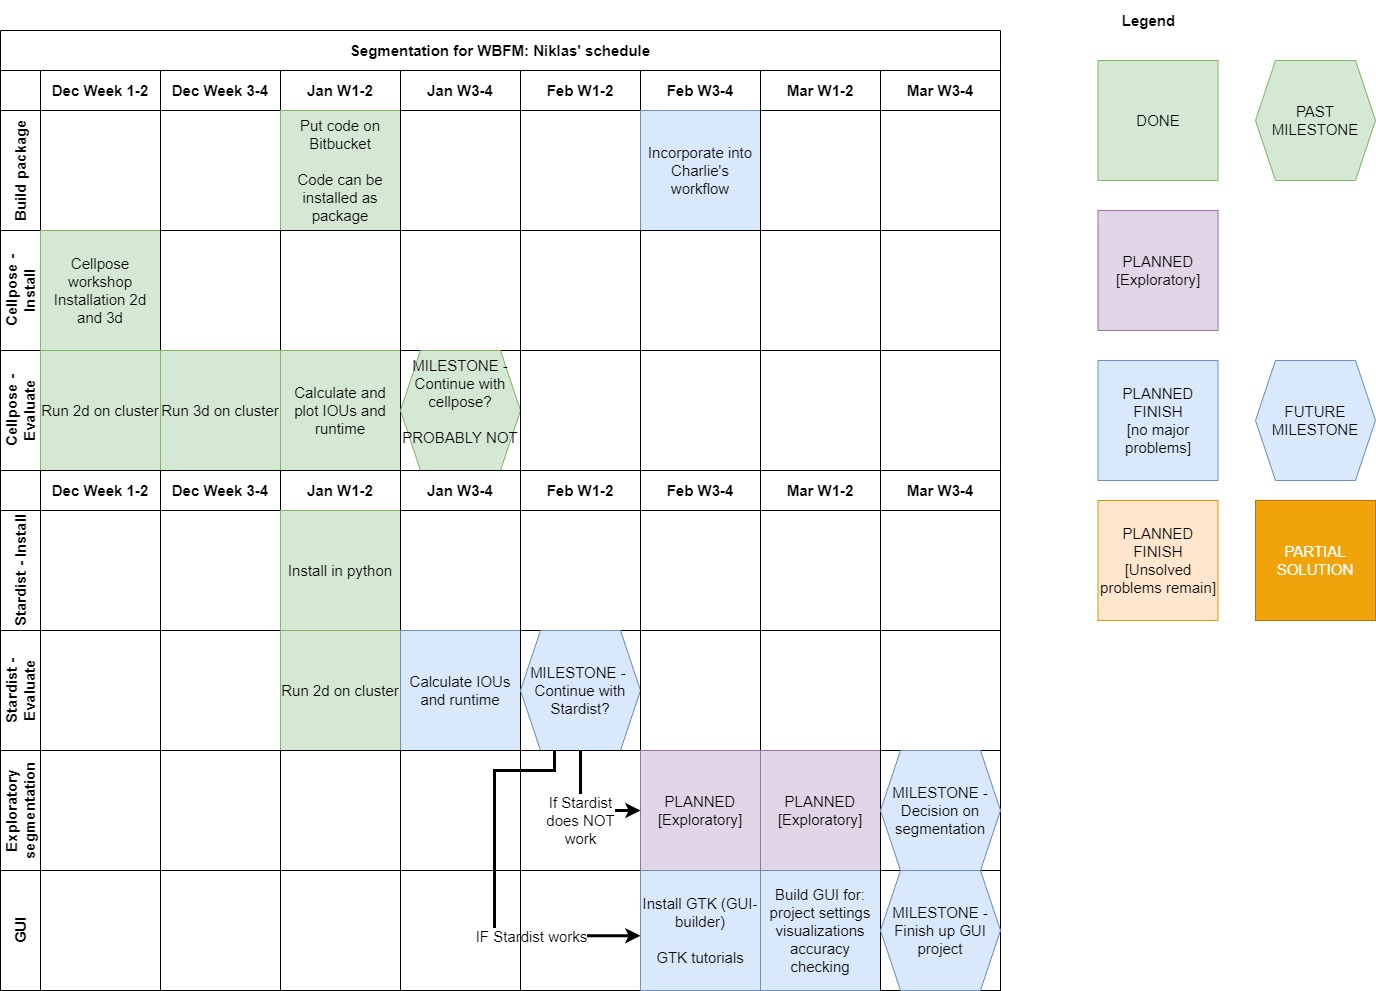 Legend
Segmentation for WBFM: Niklas' schedule
Dec Week 1-2
Dec Week 3-4
Jan W1-2
Jan W3-4
Feb W1-2
Feb W3-4
Mar W1-2
Mar W3-4
Build package
Put code on
Bitbucket
Code can be
installed as
package
Incorporate into
Charlie's
workflow
Cellpose -
Install
Cellpose
workshop
Installation 2d
and 3d
Cellpose -
Evaluate
Run 2d on cluster
Run 3d on cluster
Calculate and
plot IOUs and
runtime
MILESTONE -
Continue with
cellpose?
PROBABLY NOT
Dec Week 1-2
Dec Week 3-4
Jan W1-2
Jan W3-4
Feb W1-2
Feb W3-4
Mar W1-2
Mar W3-4
Stardist - Install
Install in python
Stardist -
Evaluate
Run 2d on cluster
Calculate IOUs
and runtime
MILESTONE -
Continue with
Stardist?
Exploratory
segmentation
If Stardist
does NOT
work
PLANNED
[Exploratory]
PLANNED
[Exploratory]
MILESTONE -
Decision on
segmentation
GUI
IF Stardist works
Install GTK (GUI-
builder)
GTK tutorials
Build GUI for:
project settings
visualizations
accuracy
checking
MILESTONE -
Finish up GUI
project
DONE
PAST
MILESTONE
PLANNED
[Exploratory]
PLANNED
FINISH
[no major
problems]
FUTURE
MILESTONE
PLANNED
FINISH
[Unsolved
problems remain]
PARTIAL
SOLUTION